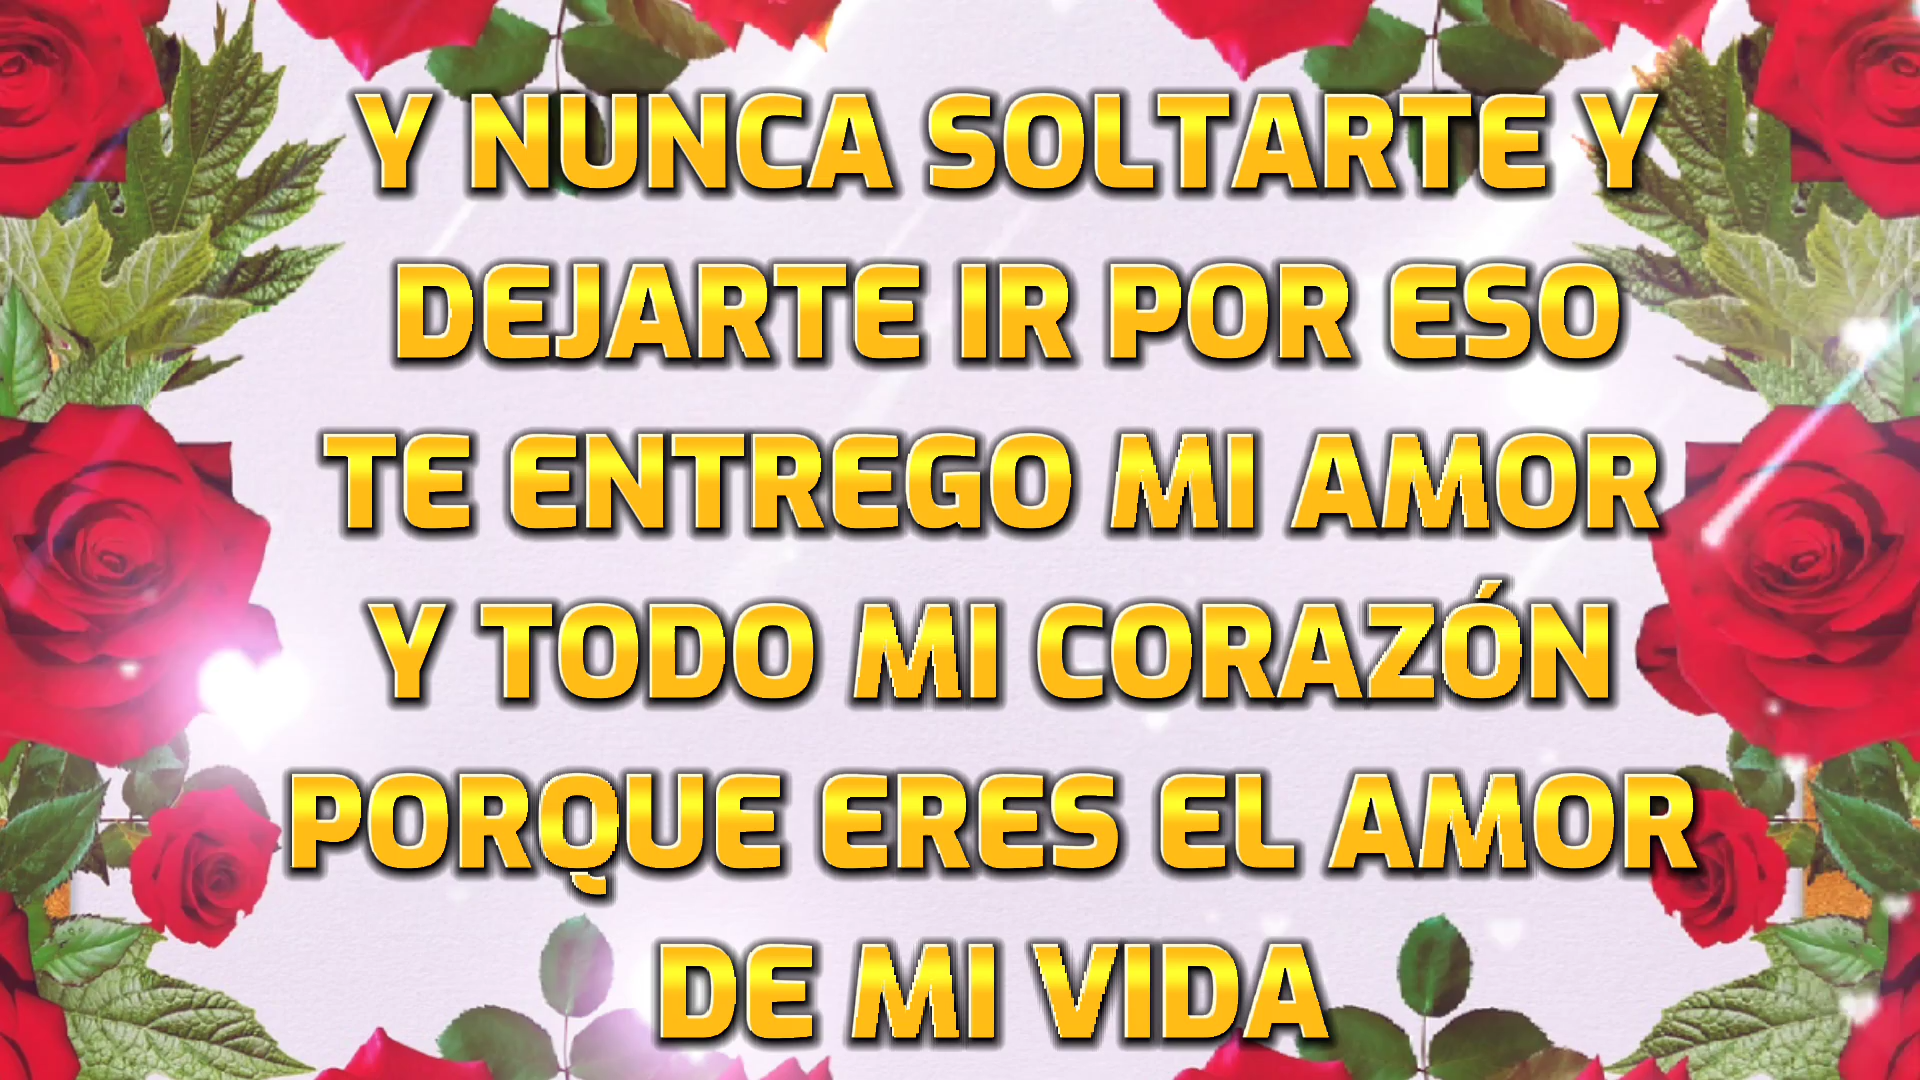 Y NUNCA SOLTARTE Y
DEJARTE IR POR ESO
TE ENTREGO MI AMOR
Y TODO MI CORAZÓN
PORQUE ERES EL AMOR
DE MI VIDA